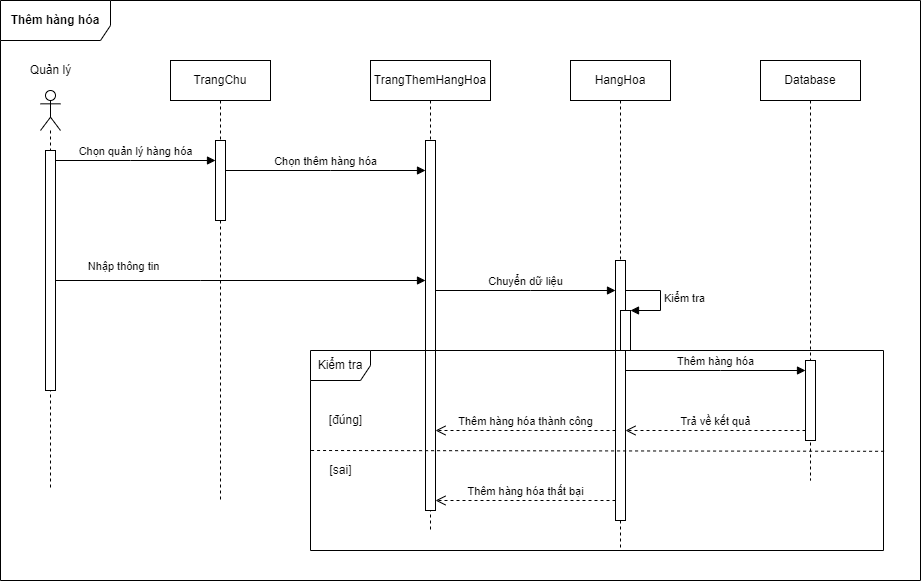 Thêm hàng hóa
Quản lý
TrangChu
TrangThemHangHoa
HangHoa
Database
Chọn quản lý hàng hóa
Chọn thêm hàng hóa
Nhập thông tin
Chuyển dữ liệu
Kiểm tra
Kiểm tra
Thêm hàng hóa
[đúng]
Thêm hàng hóa thành công
Trả về kết quả
[sai]
Thêm hàng hóa thất bại